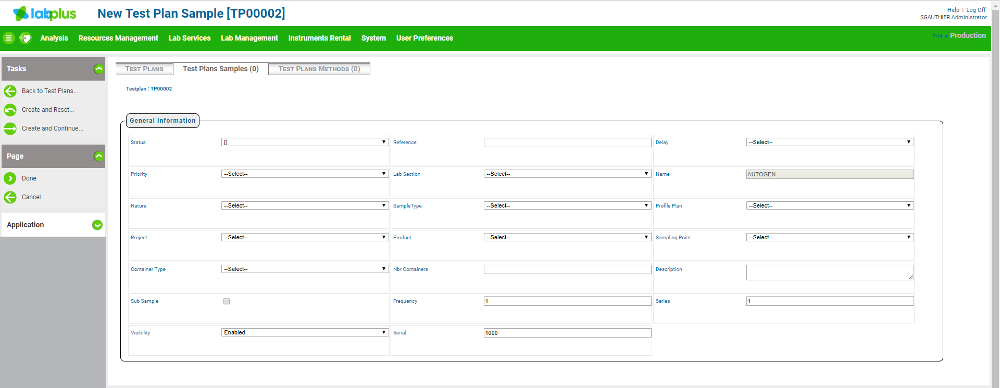 labplus
New Test Plan Sample [TP00002]
Help | Log Off
SGAUTHIER Administrator
Analysis Resources Management Lab Services Lab Management Instruments Rental System User Preferences
Profile: Production
Tasks
Back to Test Plans...
Create and Reset...
Create and Continue...
Page
Done
Cancel
Application
Test Plans Test Plans Samples (0) Test Plans Methods (0)
Testplan : TP00002
General Information
Status [] Reference Delay --Select--
Priority --Select-- Lab Section --Select-- Name AUTOGEN
Nature --Select-- SampleType --Select-- Profile Plan --Select--
Project --Select-- Product --Select-- Sampling Point --Select--
Container Type --Select-- Nbr Containers Description
Sub Sample Frequency 1 Series 1
Visibility Enabled Serial 1000